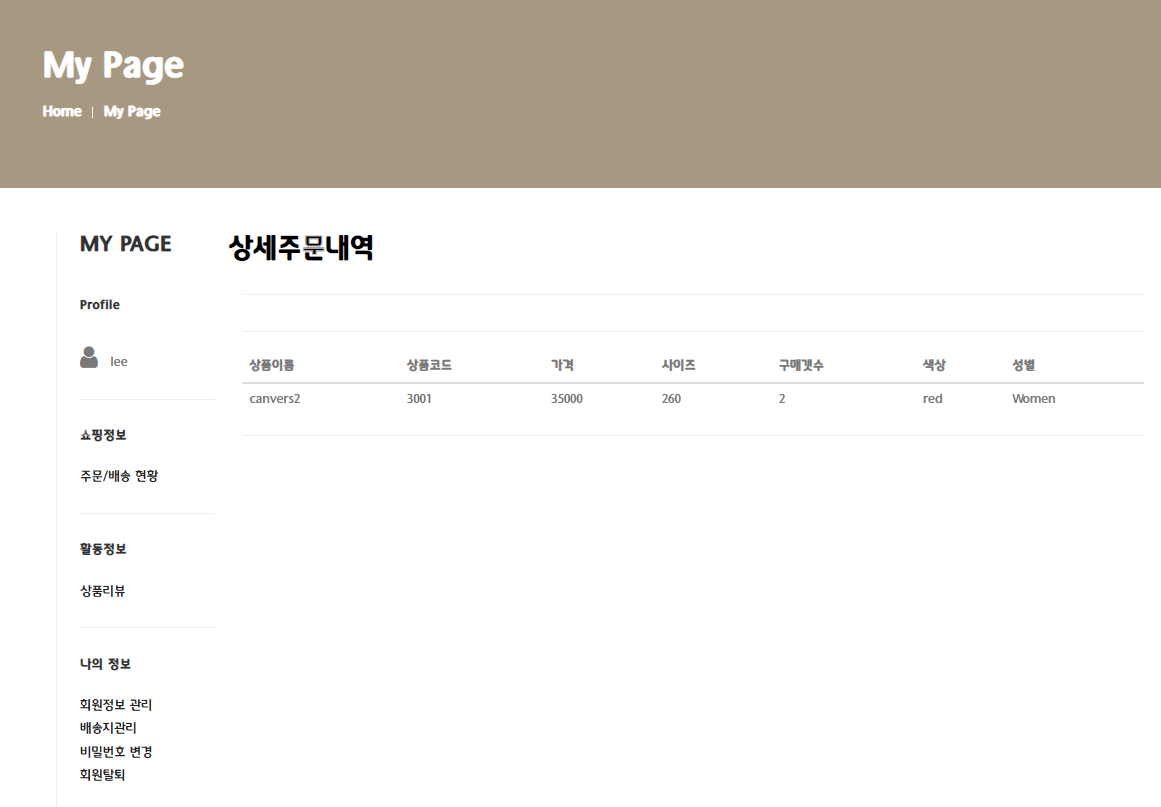 My Page
Home | My Page
MY PAGE
Profile
lee
쇼핑정보
주문/배송 현황
활동정보
상품리뷰
나의 정보
회원정보 관리
배송지관리
비밀번호 변경
회원탈퇴
상세주문내역
상품이름 상품코드 가격 사이즈 구매갯수 색상 성별
canvers2 3001 35000 260 2 red Women